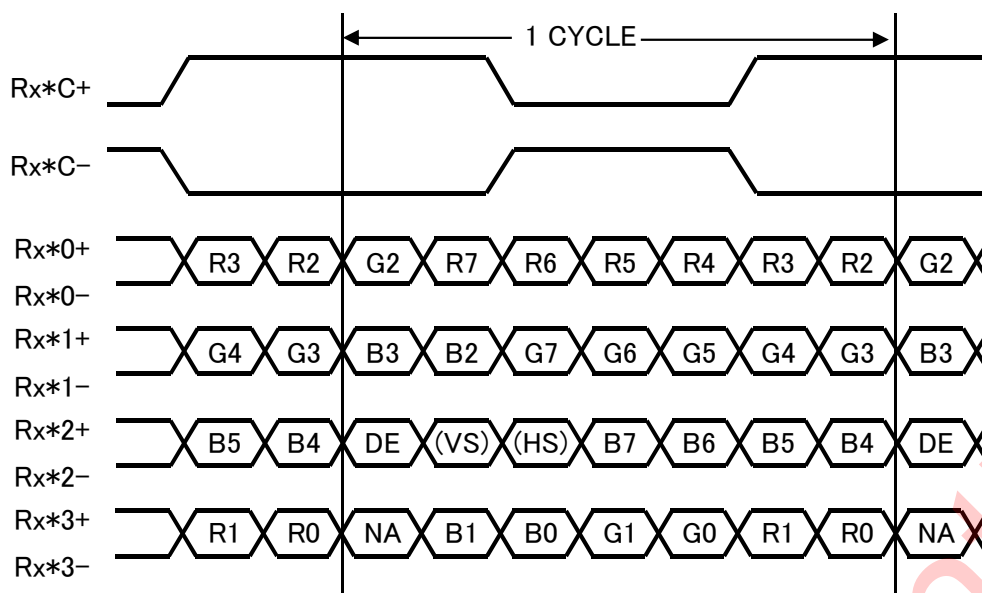 1 CYCLE
Rx*C+
Rx*C-
Rx*0+
R3 R2 G2 R7 R6 R5 R4 R3 R2 G2
Rx*0-
Rx*1+
G4 G3 B3 B2 G7 G6 G5 G4 G3 B3
Rx*1-
Rx*2+
B5 B4 DE (VS) (HS) B7 B6 B5 B4 DE
Rx*2-
Rx*3+
R1 R0 NA B1 B0 G1 G0 R1 R0 NA
Rx*3-